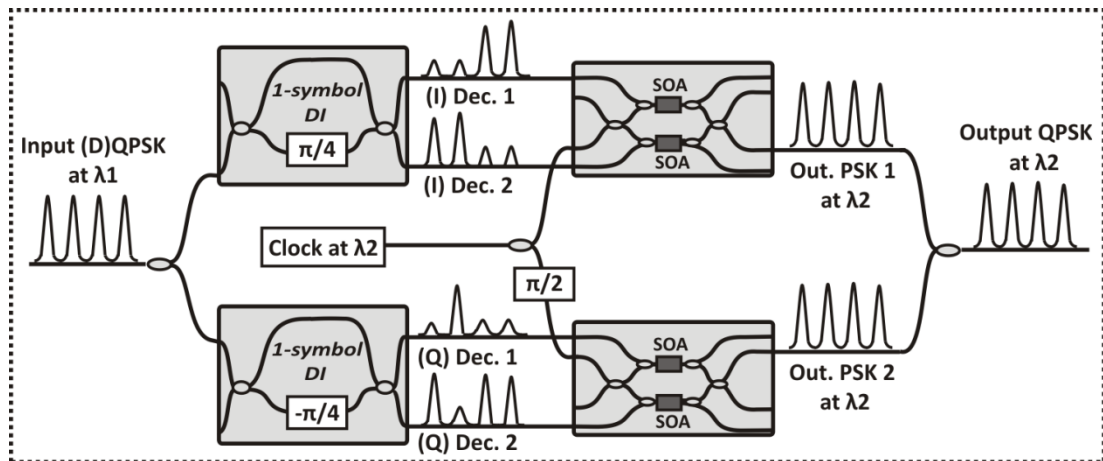 Input (D)QPSK
at λ1
1-symbol
DI
π/4
(I) Dec. 1
(I) Dec. 2
SOA
SOA
Out. PSK 1
at λ2
Output QPSK
at λ2
Clock at λ2
π/2
1-symbol
DI
-π/4
(Q) Dec. 1
(Q) Dec. 2
SOA
SOA
Out. PSK 2
at λ2